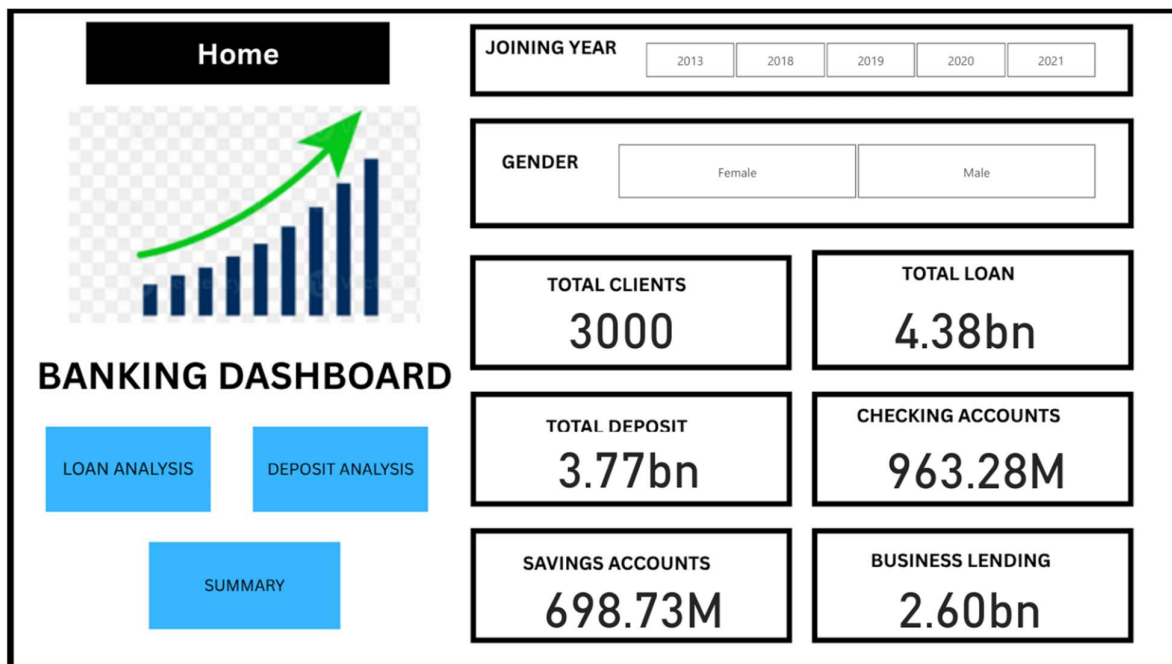 Home
BANKING DASHBOARD
LOAN ANALYSIS
DEPOSIT ANALYSIS
SUMMARY
JOINING YEAR
2013
2018
2019
2020
2021
GENDER
Female
Male
TOTAL CLIENTS
3000
TOTAL LOAN
4.38bn
TOTAL DEPOSIT
3.77bn
CHECKING ACCOUNTS
963.28M
SAVINGS ACCOUNTS
698.73M
BUSINESS LENDING
2.60bn